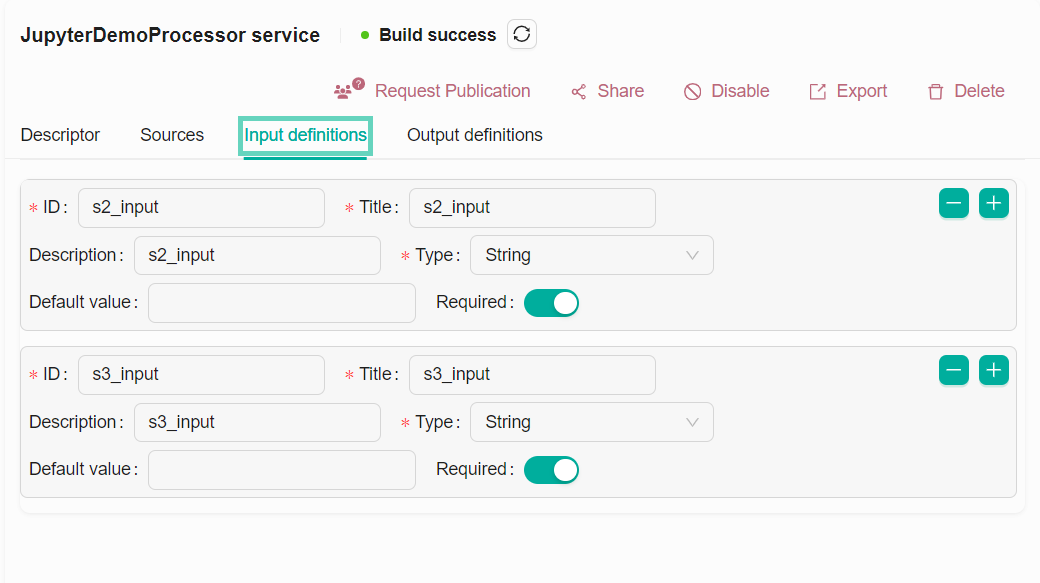 JupyterDemoProcessor service Build success
? Request Publication Share Disable Export Delete
Descriptor Sources Input definitions Output definitions
* ID: s2_input * Title: s2_input
Description: s2_input * Type: String
Default value: Required:
* ID: s3_input * Title: s3_input
Description: s3_input * Type: String
Default value: Required: